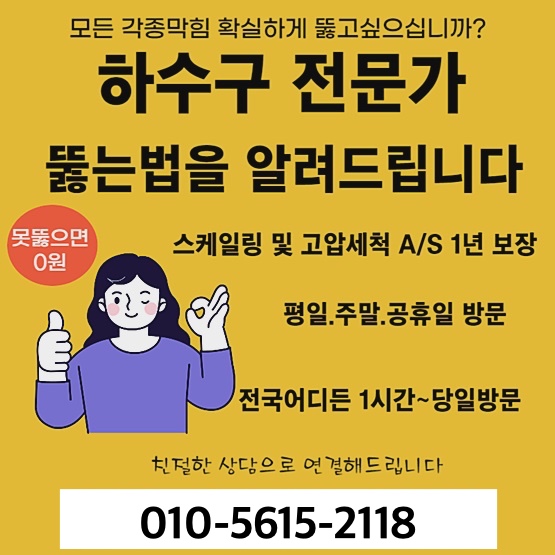 모든 각종막힘 확실하게 뚫고싶으십니까?
하수구 전문가
뚫는법을 알려드립니다
못뚫으면
0원
스케일링 및 고압세척 A/S 1년 보장
평일.주말.공휴일 방문
전국어디든 1시간~당일방문
친절한 상담으로 연결해드립니다
010-5615-2118